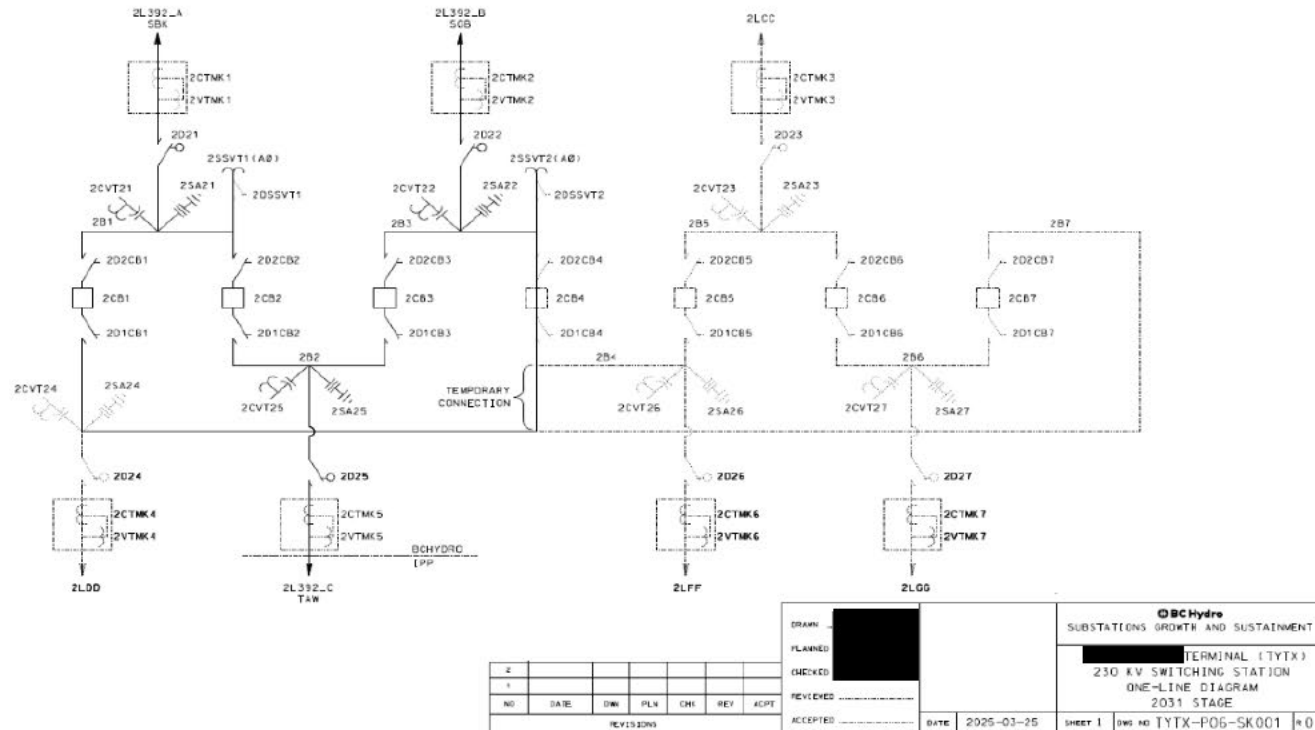 2L392_A
SBK
2L392_B
SGB
2LCC
2CTMK1
2VTMK1
2CTMK2
2VTMK2
2CTMK3
2VTMK3
2D21
2D22
2D23
2SSVT1(AØ)
2SSVT2(AØ)
2DSSVT1
2DSSVT2
2CVT21
2SA21
2CVT22
2SA22
2CVT23
2SA23
2B1
2B3
2B5
2B7
2D2CB1
2D2CB2
2D2CB3
2D2CB4
2D2CB5
2D2CB6
2D2CB7
2CB1
2CB2
2CB3
2CB4
2CB5
2CB6
2CB7
2D1CB1
2D1CB2
2D1CB3
2D1CB4
2D1CB5
2D1CB6
2D1CB7
2B2
2B4
2B6
2CVT24
2SA24
2CVT25
2SA25
TEMPORARY
CONNECTION
2CVT26
2SA26
2CVT27
2SA27
2D24
2D25
2D26
2D27
2CTMK4
2VTMK4
2CTMK5
2VTMK5
2CTMK6
2VTMK6
2CTMK7
2VTMK7
BCHYDRO
IPP
2LDD
2L392_C
TAW
2LFF
2LGG
DRAWN
PLANNED
CHECKED
REVIEWED
ACCEPTED
BC Hydro
SUBSTATIONS GROWTH AND SUSTAINMENT
TERMINAL (TYTX)
230 KV SWITCHING STATION
ONE-LINE DIAGRAM
2031 STAGE
2
1
NO DATE DWN PLN CHK REV ACPT
REVISIONS
DATE 2025-03-25
SHEET 1 DWG NO TYTX-P06-SK001 R 0